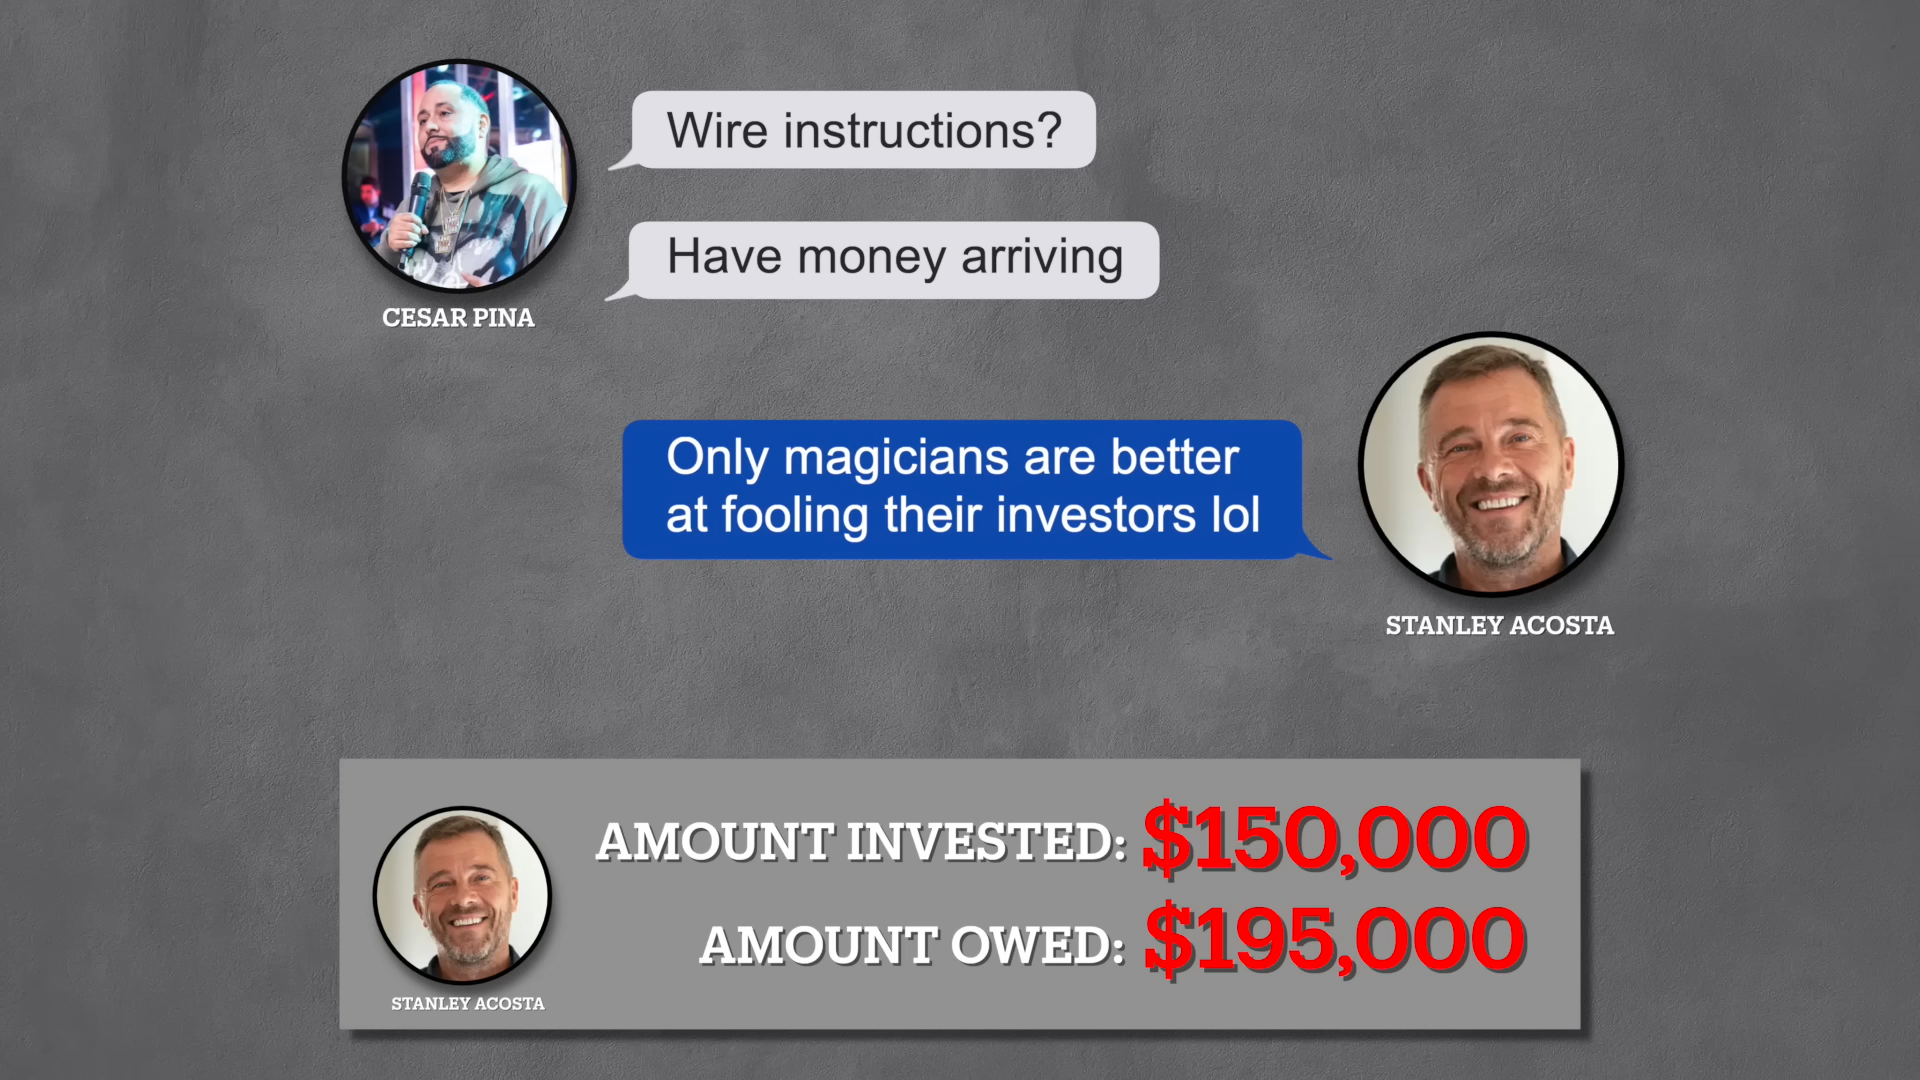 Wire instructions?
Have money arriving
CESAR PINA
Only magicians are better
at fooling their investors lol
STANLEY ACOSTA
AMOUNT INVESTED: $150,000
AMOUNT OWED: $195,000
STANLEY ACOSTA